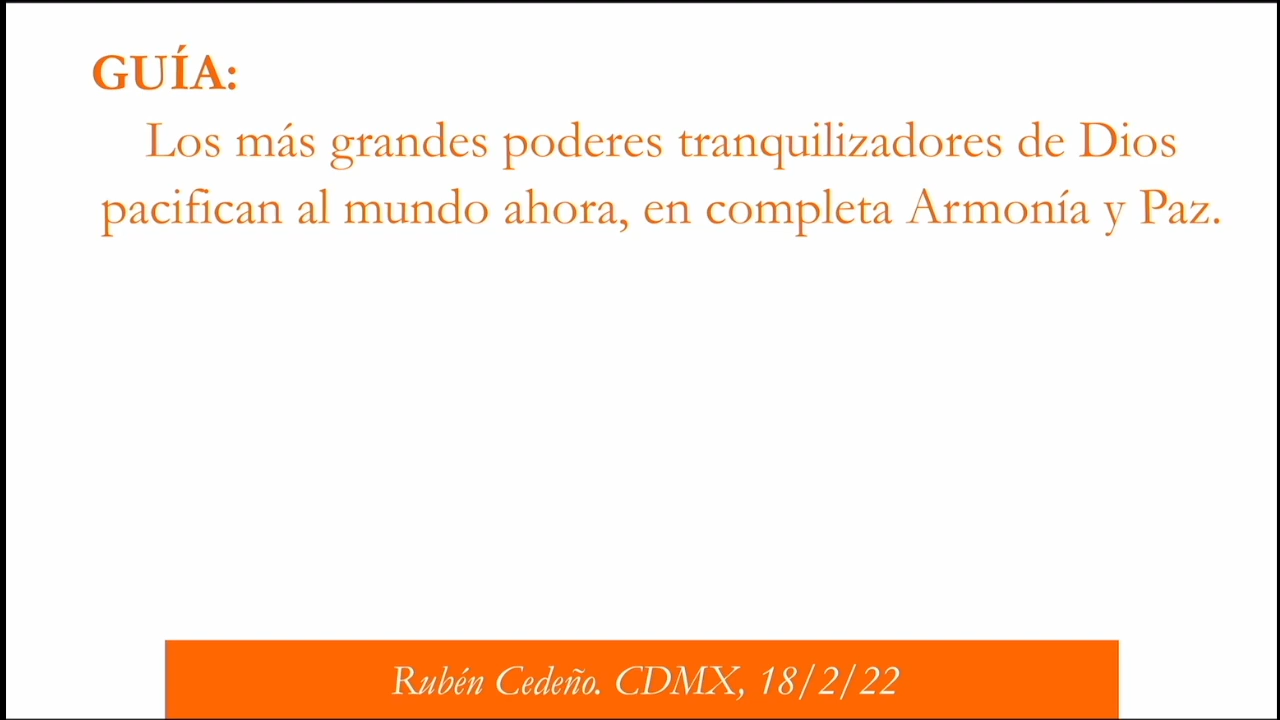 GUÍA:
Los más grandes poderes tranquilizadores de Dios
pacifican al mundo ahora, en completa Armonía y Paz.
Rubén Cedeño. CDMX, 18/2/22